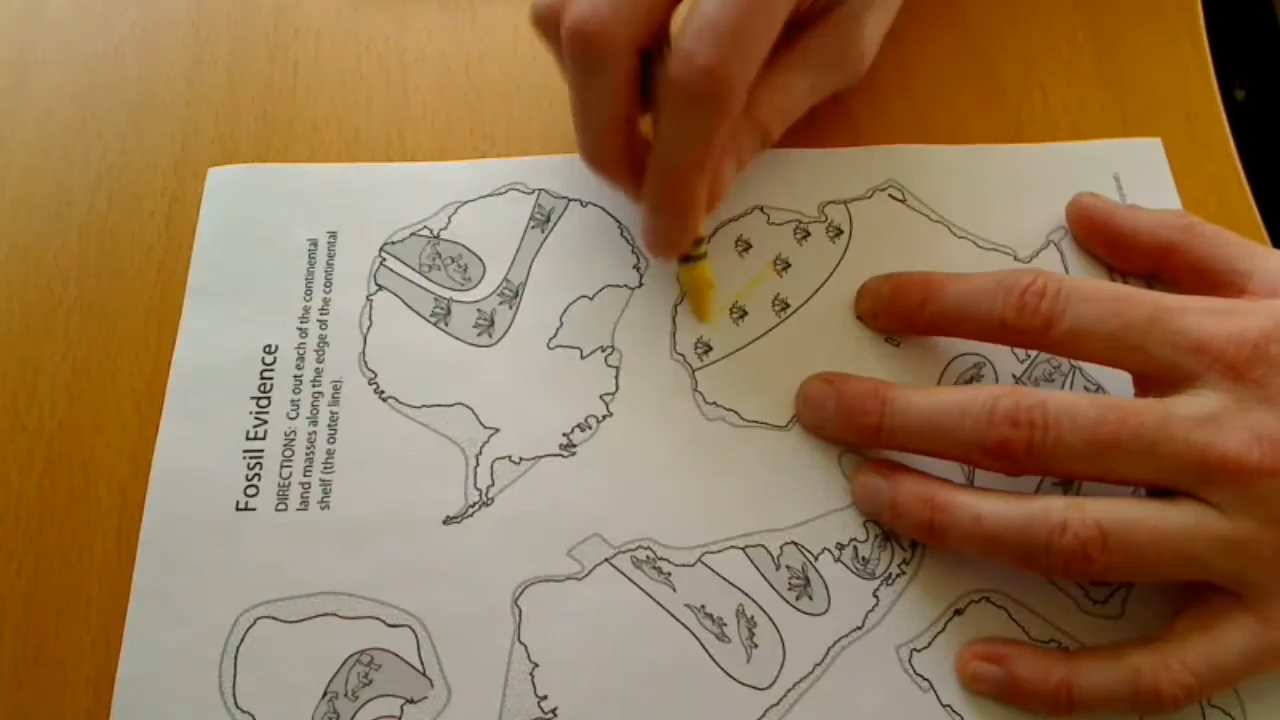 Fossil Evidence
DIRECTIONS: Cut out each of the continental
land masses along the edge of the continental
shelf (the outer line).